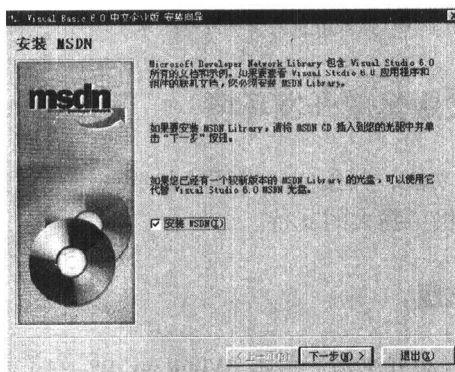 Visual Basic 6.0 中文企业版 安装向导
安装 MSDN
msdn
Microsoft Developer Network Library 包含 Visual Studio 6.0
所有的文档和示例。如果要查看 Visual Studio 6.0 应用程序和
组件的联机文档，您必须安装 MSDN Library。
如果要安装 MSDN Library，请将 MSDN CD 插入到您的光驱中并单
击“下一步”按钮。
如果您已经有一个较新版本的 MSDN Library 的光盘，可以使用它
代替 Visual Studio 6.0 MSDN 光盘。
安装 MSDN(I)
<上一步(B)
下一步(N) >
退出(X)